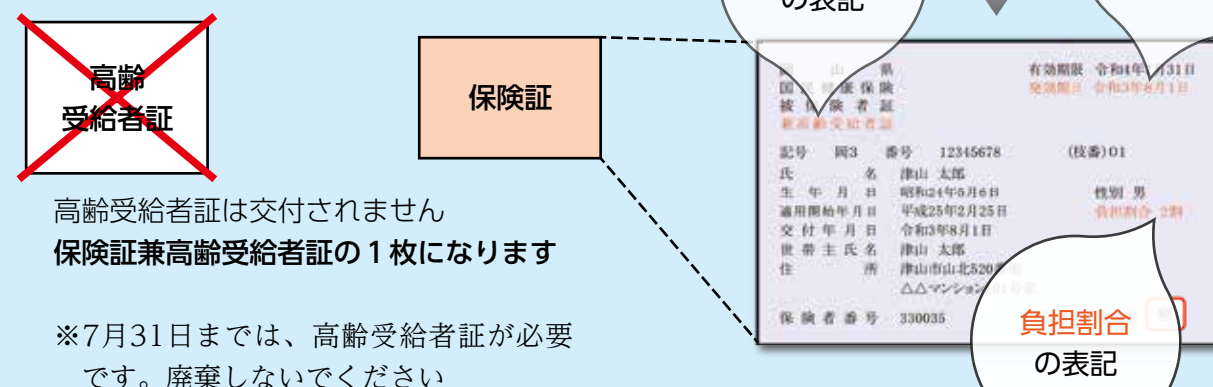 の表記
高齢
受給者証
保険証
岡山県
国民健康保険
被保険者証
兼高齢受給者証
有効期限 令和4年7月31日
発効期日 令和3年8月1日
記号 岡3 番号 12345678 (枝番)01
氏名 津山 太郎
生年月日 昭和24年5月6日 性別 男
適用開始年月日 平成25年2月25日 負担割合 2割
交付年月日 令和3年8月1日
世帯主氏名 津山 太郎
住所 津山市山北520
△△マンション
保険者番号 330035
負担割合
の表記
高齢受給者証は交付されません
保険証兼高齢受給者証の1枚になります
※7月31日までは、高齢受給者証が必要
です。廃棄しないでください